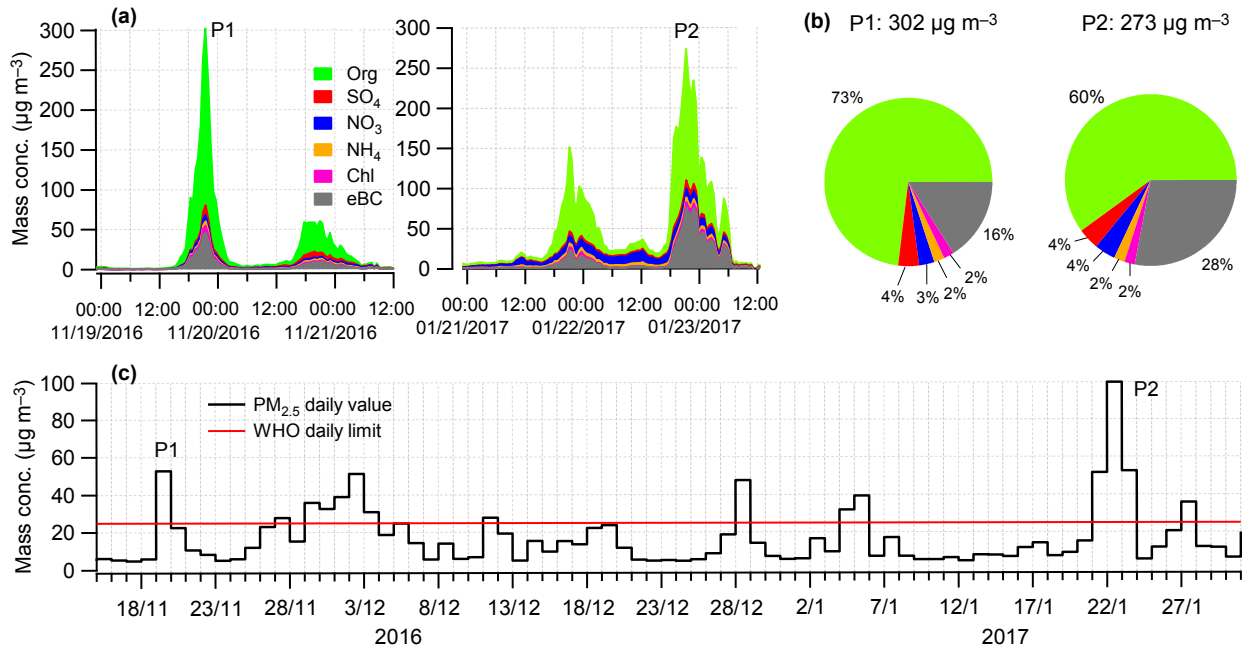 (a)
Mass conc. (µg m⁻³)
300
250
200
150
100
50
0
P1
Org
SO₄
NO₃
NH₄
Chl
eBC
00:00 12:00 00:00 12:00 00:00 12:00
11/19/2016 11/20/2016 11/21/2016
300
250
200
150
100
50
0
P2
00:00 12:00 00:00 12:00 00:00 12:00
01/21/2017 01/22/2017 01/23/2017
(b)
P1: 302 µg m⁻³
73%
16%
4%
3%
2%
2%
P2: 273 µg m⁻³
60%
28%
4%
4%
2%
2%
(c)
Mass conc. (µg m⁻³)
100
80
60
40
20
0
PM₂.₅ daily value
WHO daily limit
P1
P2
18/11 23/11 28/11 3/12 8/12 13/12 18/12 23/12 28/12 2/1 7/1 12/1 17/1 22/1 27/1
2016 2017